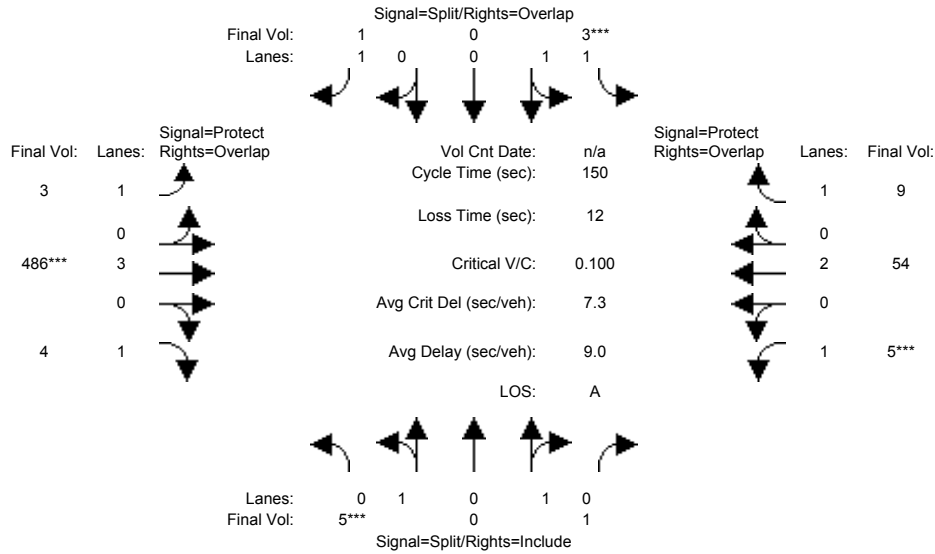 Signal=Split/Rights=Overlap
Final Vol: 1 0 3***
Lanes: 1 0 0 1 1
Signal=Protect
Final Vol: Lanes: Rights=Overlap
Vol Cnt Date: n/a
Signal=Protect
Rights=Overlap Lanes: Final Vol:
Cycle Time (sec): 150
3 1
1 9
Loss Time (sec): 12
0
0
486*** 3
Critical V/C: 0.100
2 54
0
Avg Crit Del (sec/veh): 7.3
0
4 1
Avg Delay (sec/veh): 9.0
1 5***
LOS: A
Lanes: 0 1 0 1 0
Final Vol: 5*** 0 1
Signal=Split/Rights=Include